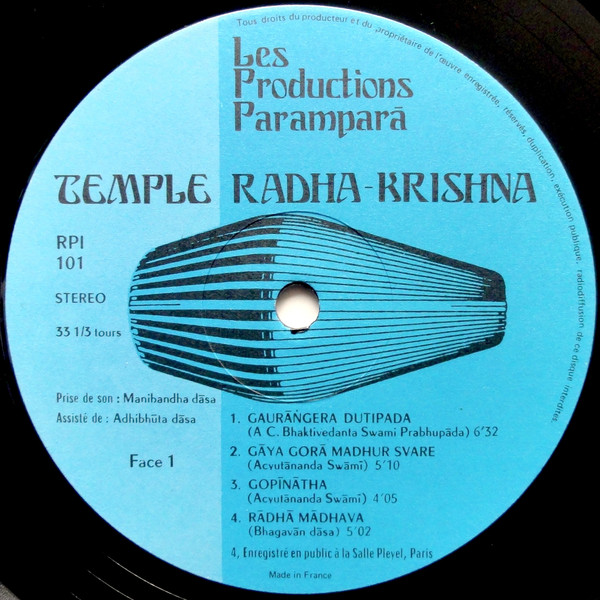 Tous droits du producteur et du propriétaire de l'œuvre enregistrée, réservés, duplication, exécution publique, radiodiffusion de ce disque interdites.
Les
Productions
Paramparā
TEMPLE RADHA-KRISHNA
RPI
101
STEREO
33 1/3 tours
Prise de son : Manibandha dāsa
Assisté de : Adhibhūta dāsa
Face 1
1. GAURĀṄGERA DUTIPADA
(A C. Bhaktivedanta Swami Prabhupāda) 6'32
2. GĀYA GORĀ MADHUR SVARE
(Acyutānanda Swāmī) 5'10
3. GOPĪNĀTHA
(Acyutānanda Swāmī) 4'05
4. RĀDHĀ MĀDHAVA
(Bhagavān dāsa) 5'02
4, Enregistré en public à la Salle Pleyel, Paris
Made in France